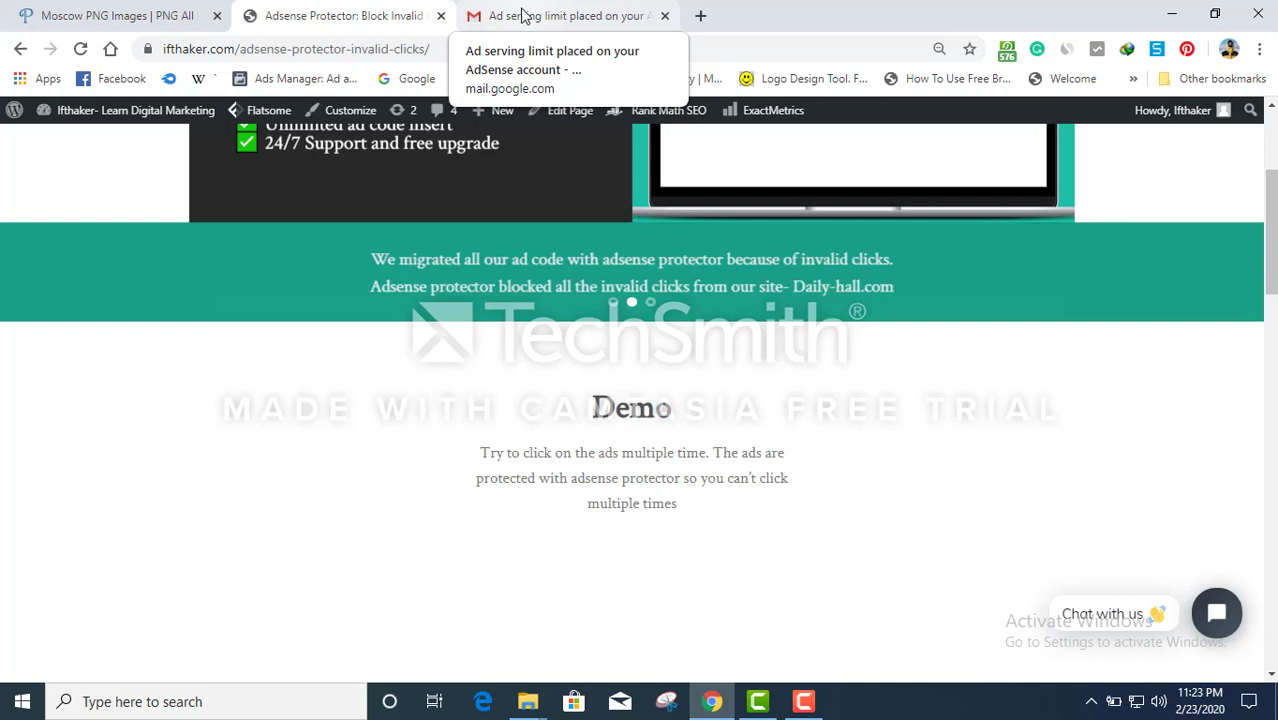 Moscow PNG Images | PNG All
Adsense Protector: Block Invalid
Ad serving limit placed on your A
ifthaker.com/adsense-protector-invalid-clicks/
Ad serving limit placed on your
AdSense account - ...
mail.google.com
576
Apps
Facebook
Ads Manager: Ad a...
Google
y | M...
Logo Design Tool. F...
How To Use Free O...
Welcome
»
Other bookmarks
Ifthaker- Learn Digital Marketing
Flatsome
Customize
2
4
New
Edit Page
Rank Math SEO
ExactMetrics
Howdy, Ifthaker
Unlimited ad code insert
24/7 Support and free upgrade
We migrated all our ad code with adsense protector because of invalid clicks.
Adsense protector blocked all the invalid clicks from our site- Daily-hall.com
TechSmith®
MADE WITH CAMTASIA FREE TRIAL
Demo
Try to click on the ads multiple time. The ads are
protected with adsense protector so you can't click
multiple times
Chat with us 👋
Activate Windows
Go to Settings to activate Windows.
Type here to search
11:23 PM
2/23/2020